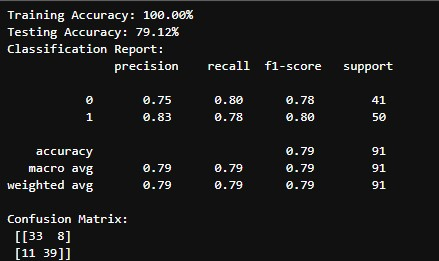 Training Accuracy: 100.00%
Testing Accuracy: 79.12%
Classification Report:
              precision    recall  f1-score   support

           0       0.75      0.80      0.78        41
           1       0.83      0.78      0.80        50

    accuracy                           0.79        91
   macro avg       0.79      0.79      0.79        91
weighted avg       0.79      0.79      0.79        91

Confusion Matrix:
 [[33  8]
 [11 39]]